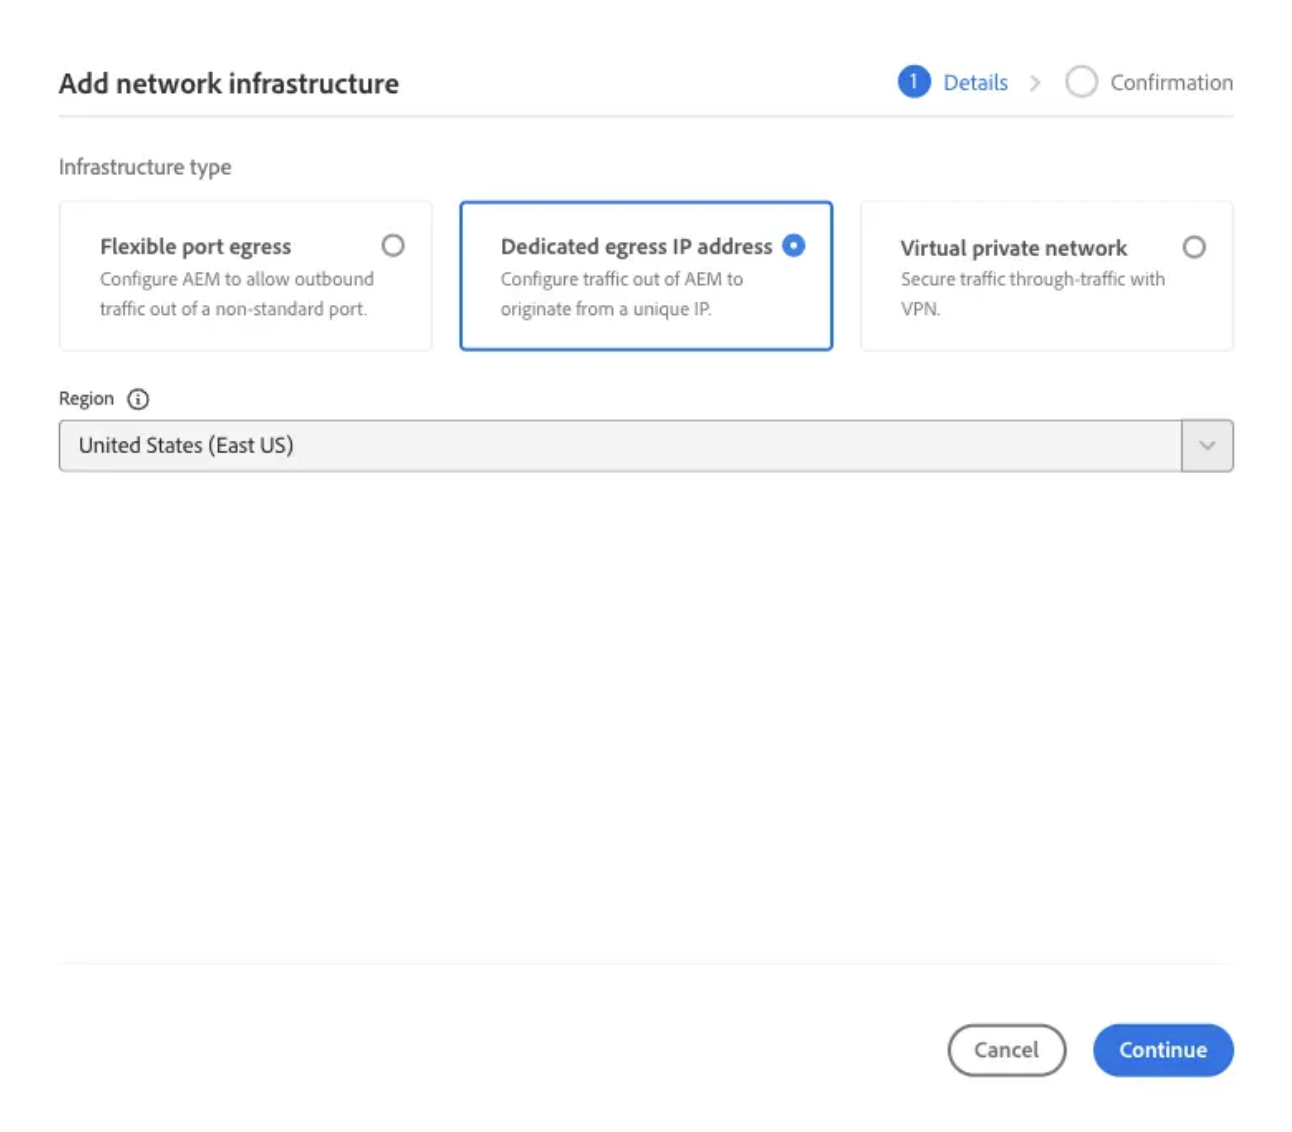 Add network infrastructure
1 Details > Confirmation
Infrastructure type
Flexible port egress
Configure AEM to allow outbound
traffic out of a non-standard port.
Dedicated egress IP address
Configure traffic out of AEM to
originate from a unique IP.
Virtual private network
Secure traffic through-traffic with
VPN.
Region
United States (East US)
Cancel
Continue